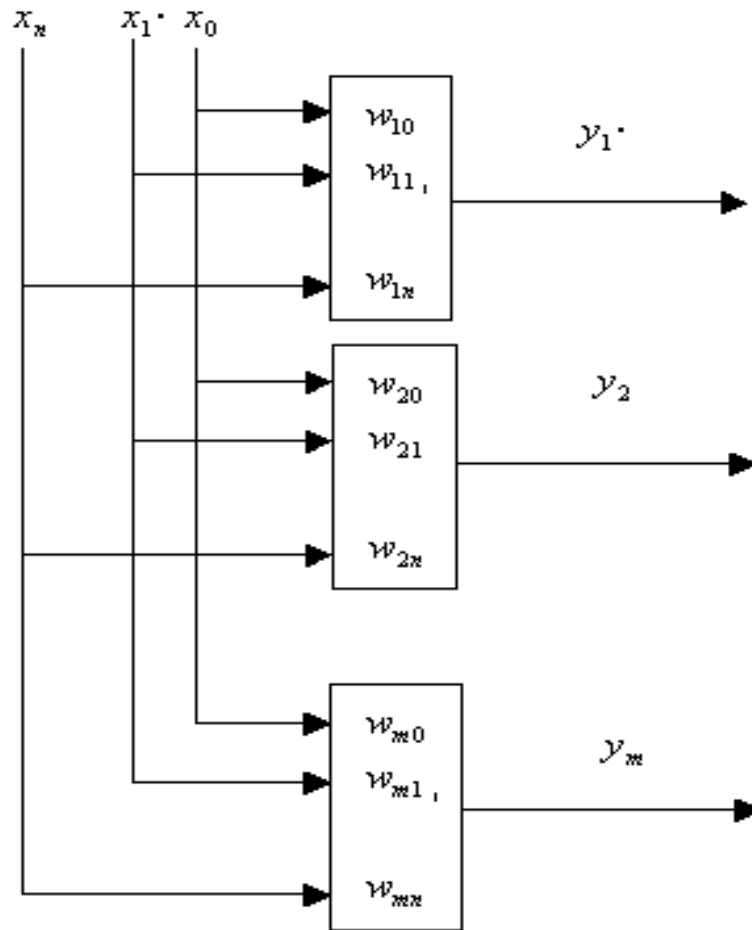 xₙ x₁· x₀
w₁₀
y₁·
w₁₁,
w₁ₙ
w₂₀
y₂
w₂₁
w₂ₙ
wₘ₀
yₘ
wₘ₁,
wₘₙ